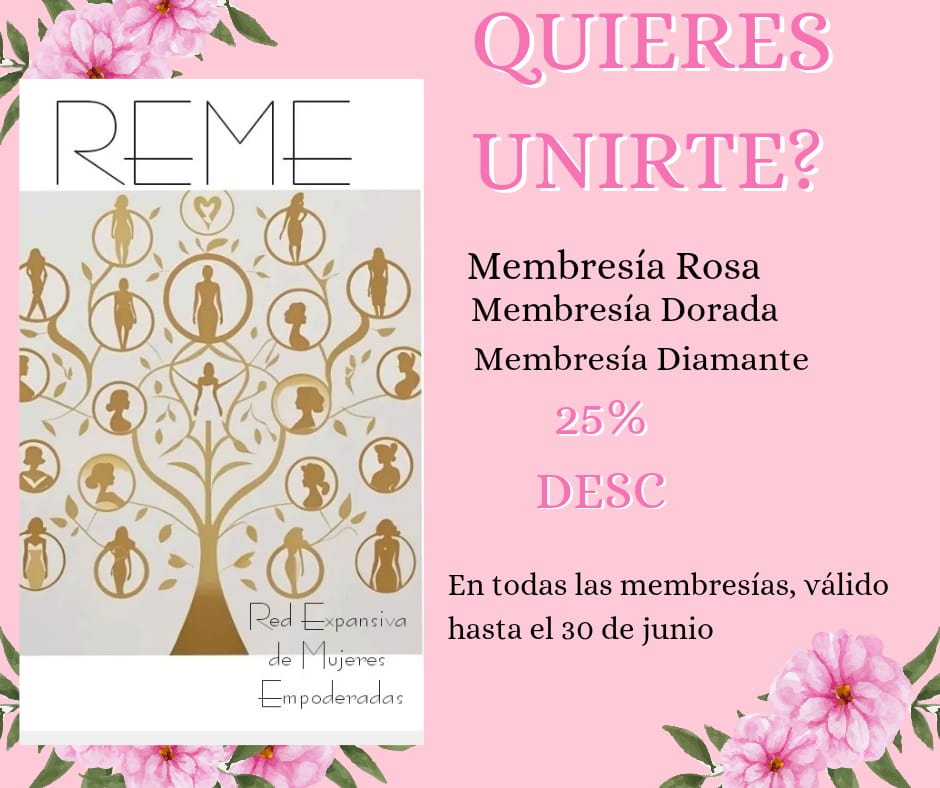 REME
Red Expansiva
de Mujeres
Empoderadas
QUIERES
UNIRTE?
Membresía Rosa
Membresía Dorada
Membresía Diamante
25%
DESC
En todas las membresías, válido
hasta el 30 de junio